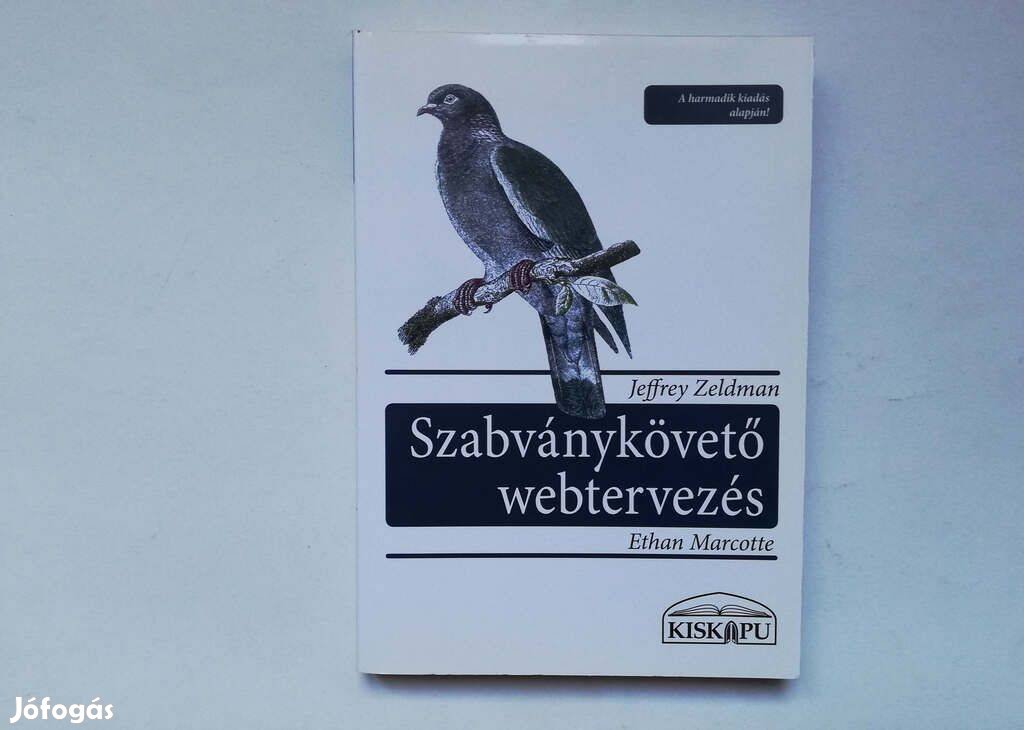 A harmadik kiadás
alapján!
Jeffrey Zeldman
Szabványkövető
webtervezés
Ethan Marcotte
KISKAPU
Jófogás